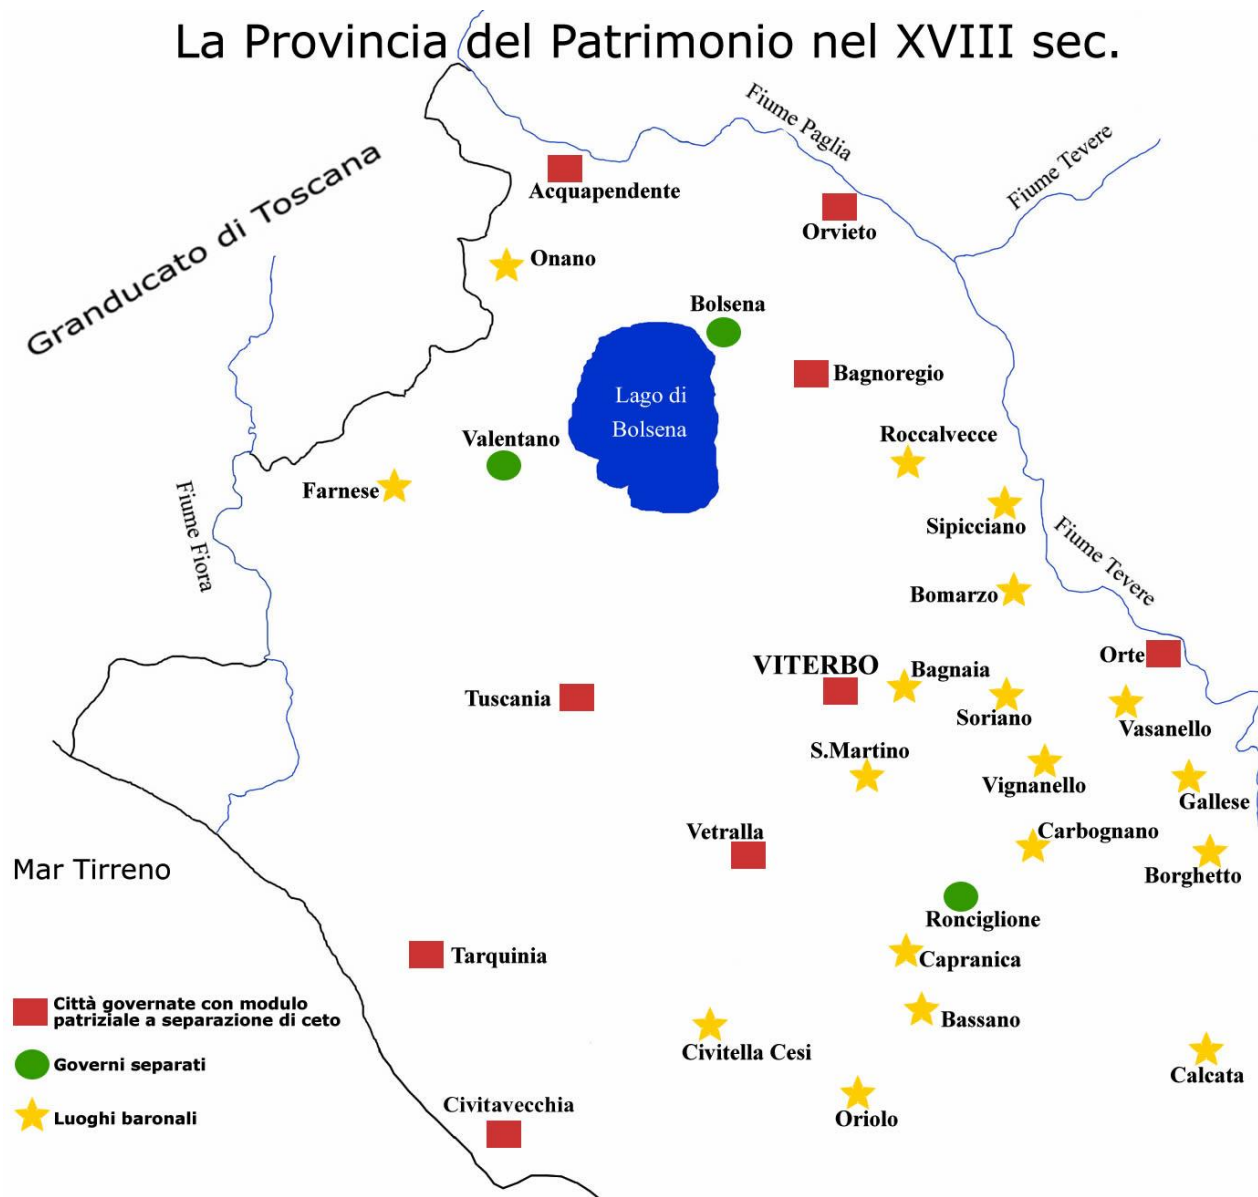 La Provincia del Patrimonio nel XVIII sec.
Fiume Paglia
Fiume Tevere
Granducato di Toscana
Acquapendente
Orvieto
Onano
Bolsena
Lago di
Bolsena
Bagnoregio
Valentano
Roccalvecce
Farnese
Fiume Fiora
Sipicciano
Fiume Tevere
Bomarzo
Orte
VITERBO
Bagnaia
Tuscania
Soriano
Vasanello
S.Martino
Vignanello
Gallese
Vetralla
Carbognano
Mar Tirreno
Borghetto
Ronciglione
Tarquinia
Capranica
Città governate con modulo
patriziale a separazione di ceto
Bassano
Civitella Cesi
Governi separati
Calcata
Civitavecchia
Luoghi baronali
Oriolo